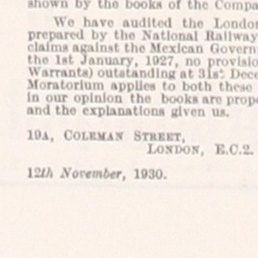 shown by the books of the Compa
We have audited the London
prepared by the National Railway
claims against the Mexican Govern
the 1st January, 1927, no provisio
Warrants) outstanding at 31st Dece
Moratorium applies to both these
in our opinion the books are prope
and the explanations given us.
19A, COLEMAN STREET,
LONDON, E.C.2.
12th November, 1930.